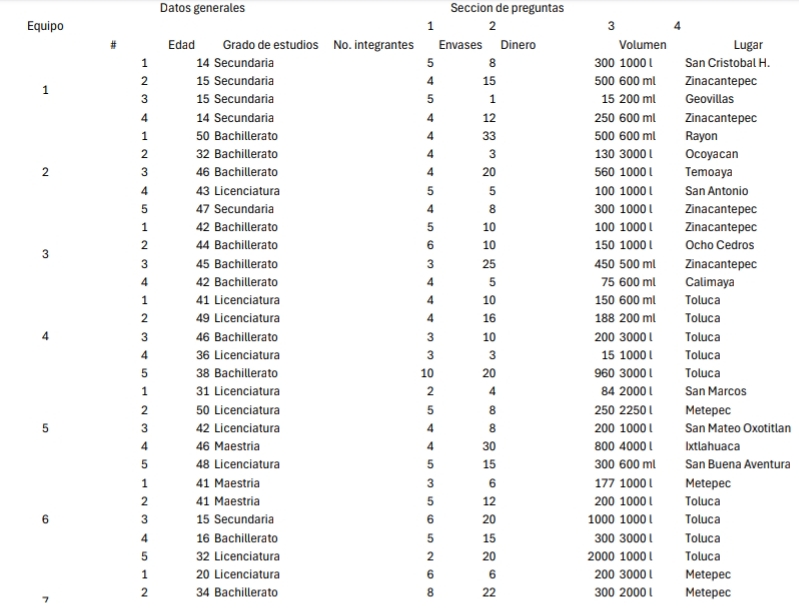 Datos generales Seccion de preguntas
Equipo 1 2 3 4
# Edad Grado de estudios No. integrantes Envases Dinero Volumen Lugar
1 14 Secundaria 5 8 300 1000 l San Cristobal H.
2 15 Secundaria 4 15 500 600 ml Zinacantepec
1
3 15 Secundaria 5 1 15 200 ml Geovillas
4 14 Secundaria 4 12 250 600 ml Zinacantepec
1 50 Bachillerato 4 33 500 600 ml Rayon
2 32 Bachillerato 4 3 130 3000 l Ocoyacan
2 3 46 Bachillerato 4 20 560 1000 l Temoaya
4 43 Licenciatura 5 5 100 1000 l San Antonio
5 47 Secundaria 4 8 300 1000 l Zinacantepec
1 42 Bachillerato 5 10 100 1000 l Zinacantepec
2 44 Bachillerato 6 10 150 1000 l Ocho Cedros
3
3 45 Bachillerato 3 25 450 500 ml Zinacantepec
4 42 Bachillerato 4 5 75 600 ml Calimaya
1 41 Licenciatura 4 10 150 600 ml Toluca
2 49 Licenciatura 4 16 188 200 ml Toluca
4 3 46 Bachillerato 3 10 200 3000 l Toluca
4 36 Licenciatura 3 3 15 1000 l Toluca
5 38 Bachillerato 10 20 960 3000 l Toluca
1 31 Licenciatura 2 4 84 2000 l San Marcos
2 50 Licenciatura 5 8 250 2250 l Metepec
5 3 42 Licenciatura 4 8 200 1000 l San Mateo Oxotitlan
4 46 Maestria 4 30 800 4000 l Ixtlahuaca
5 48 Licenciatura 5 15 300 600 ml San Buena Aventura
1 41 Maestria 3 6 177 1000 l Metepec
2 41 Maestria 5 12 200 1000 l Toluca
6 3 15 Secundaria 6 20 1000 1000 l Toluca
4 16 Bachillerato 5 15 300 3000 l Toluca
5 32 Licenciatura 2 20 2000 1000 l Toluca
1 20 Licenciatura 6 6 200 3000 l Metepec
2 34 Bachillerato 8 22 300 2000 l Metepec
7